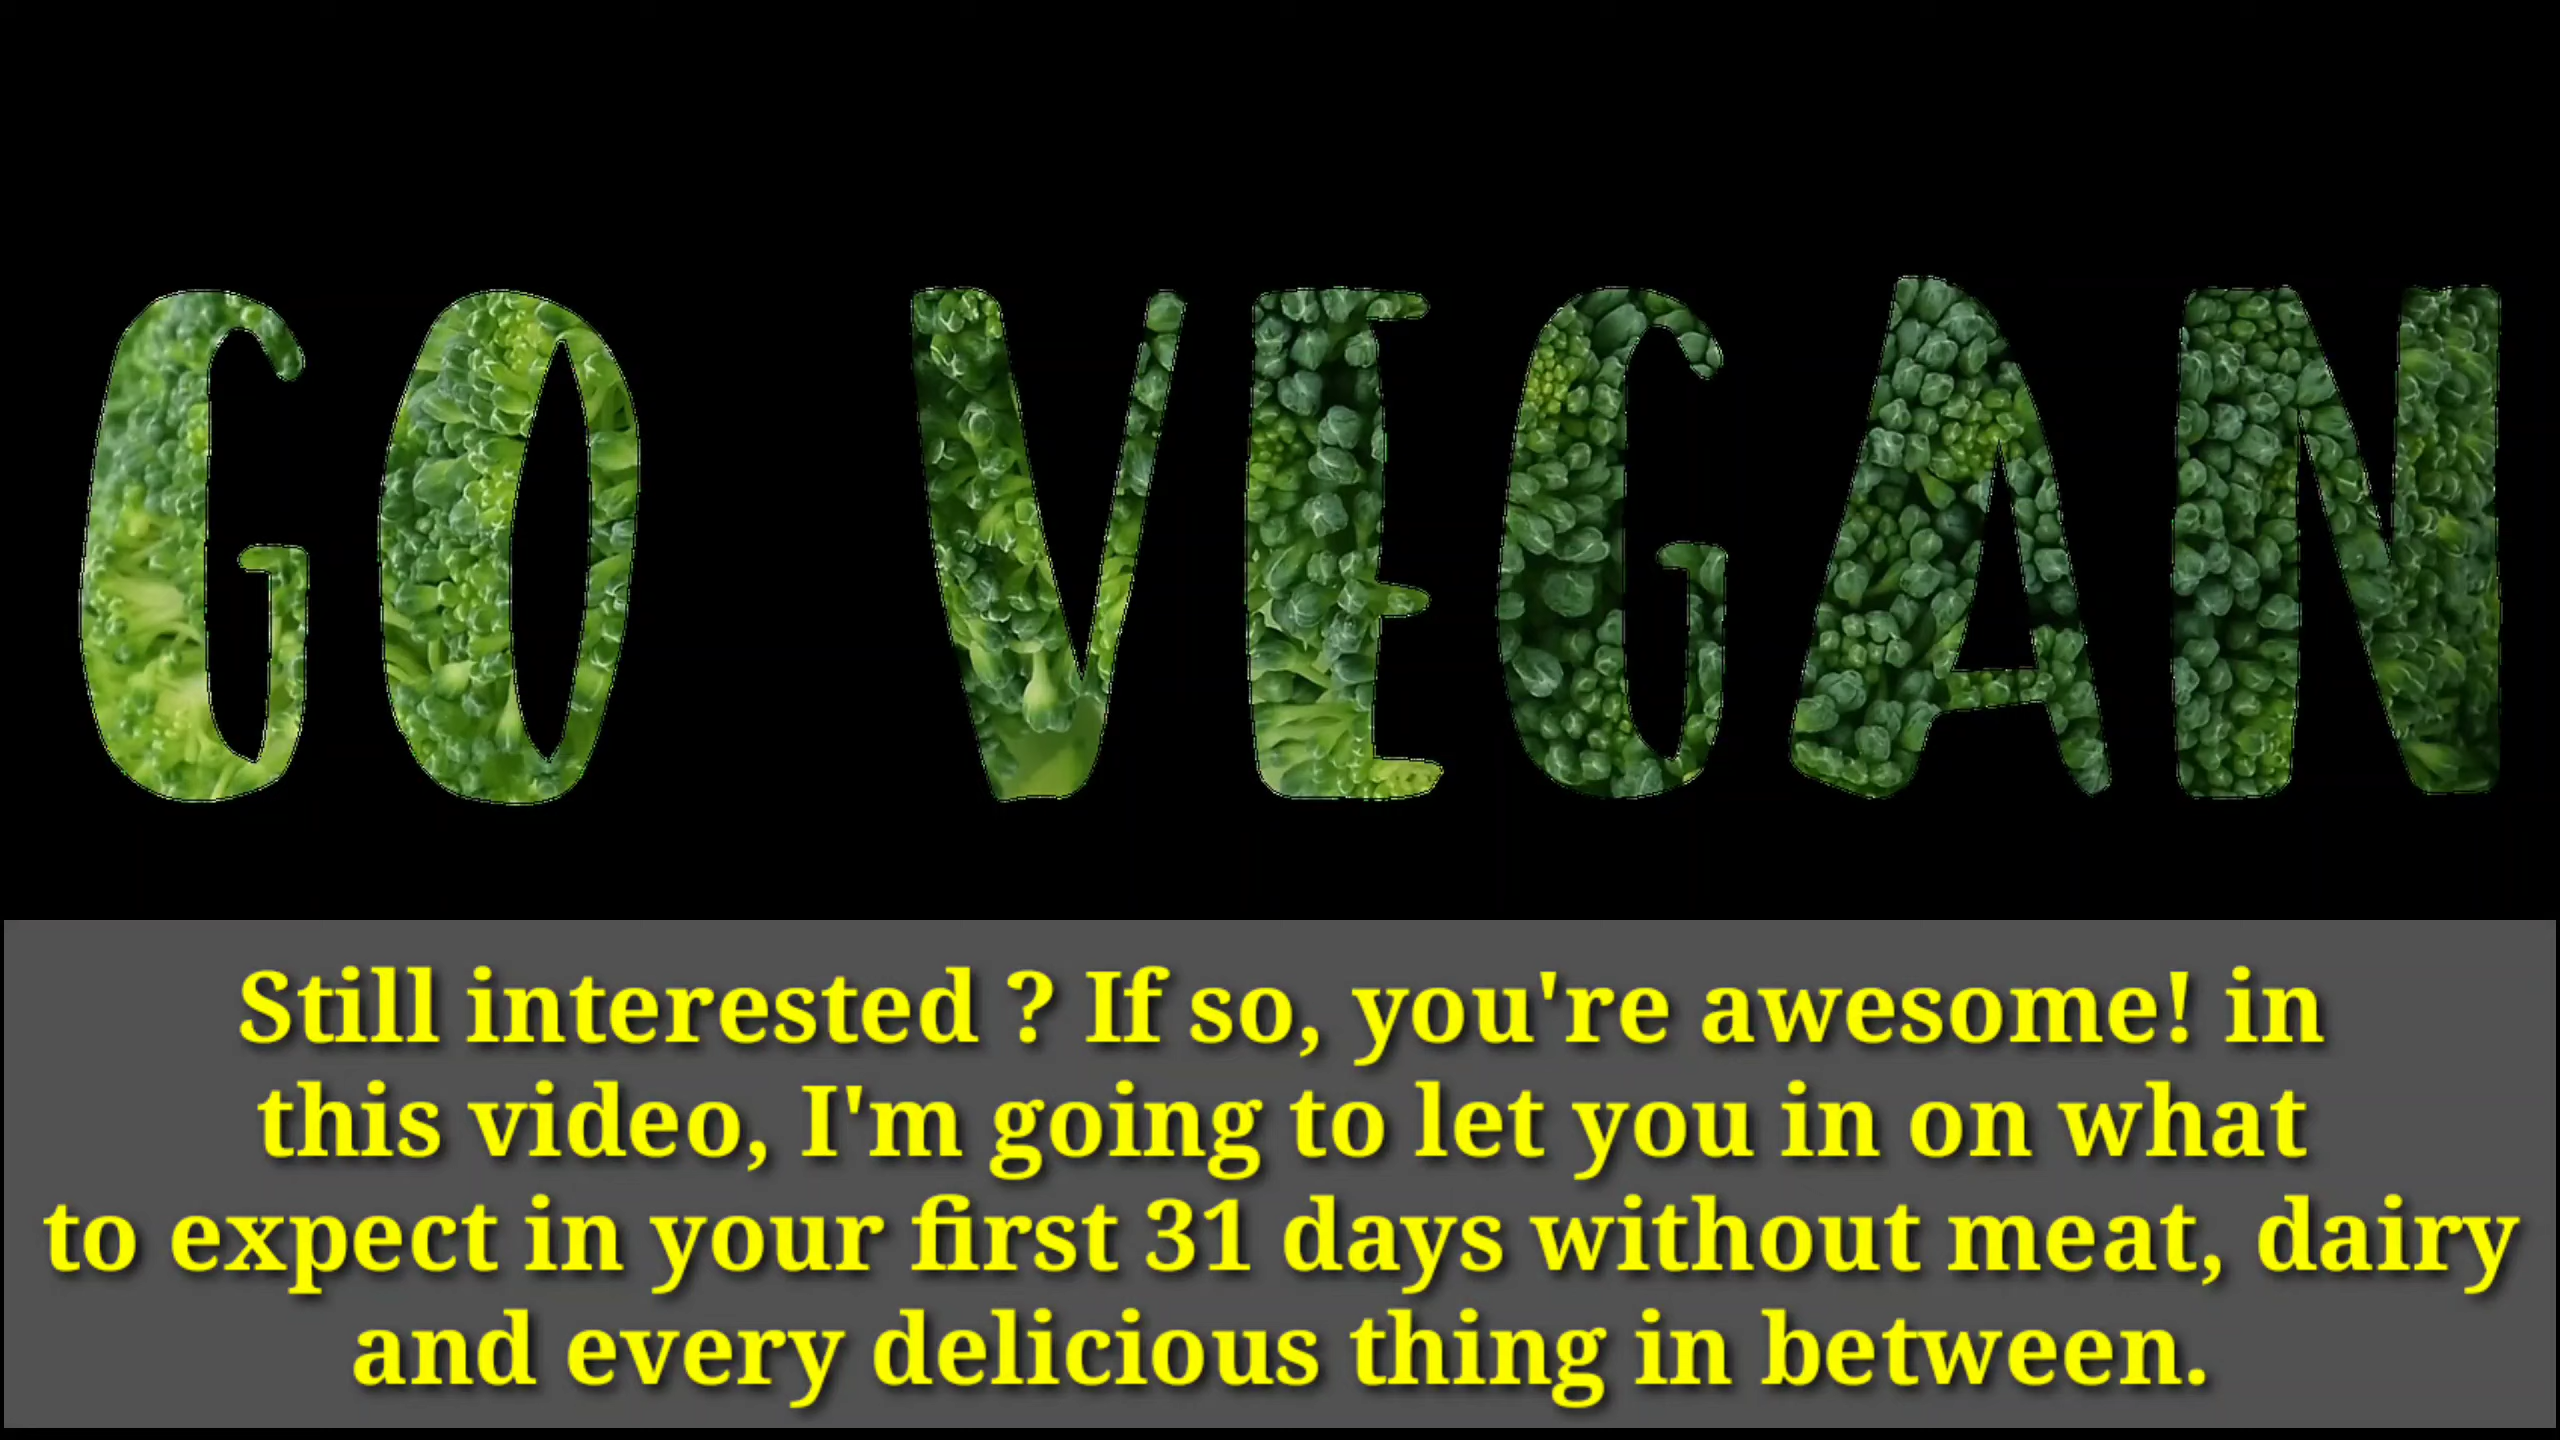 GO VEGAN
Still interested ? If so, you're awesome! in
this video, I'm going to let you in on what
to expect in your first 31 days without meat, dairy
and every delicious thing in between.